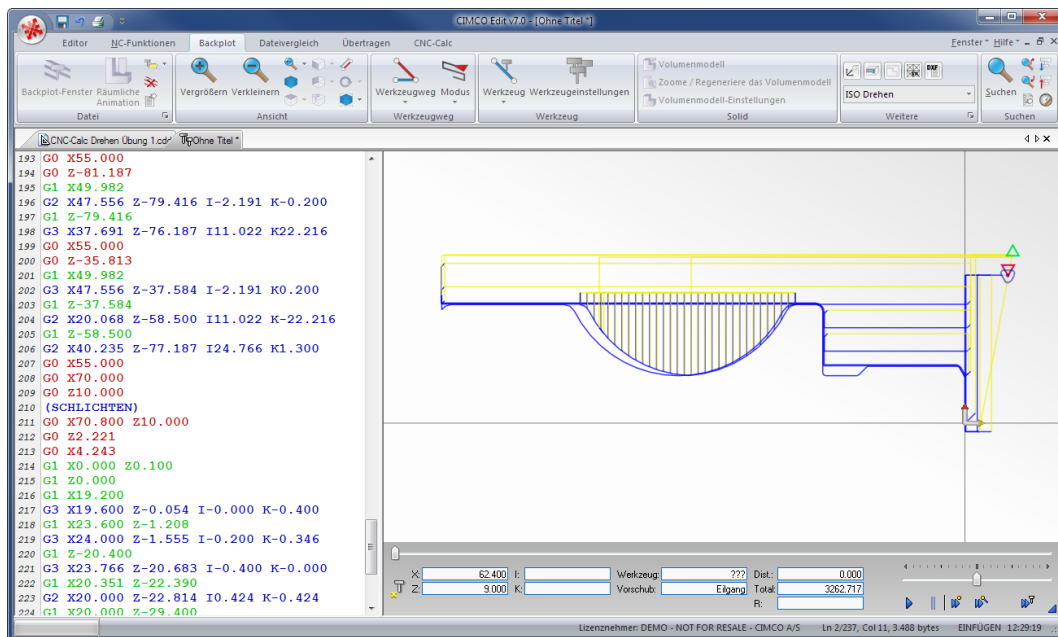 CIMCO Edit v7.0 - [Ohne Titel *]
Editor NC-Funktionen Backplot Dateivergleich Übertragen CNC-Calc Fenster Hilfe
Backplot-Fenster Räumliche Animation
Vergrößern Verkleinern
Werkzeugweg Modus
Werkzeug Werkzeugeinstellungen
Volumenmodell
Zoome / Regeneriere das Volumenmodell
Volumenmodell-Einstellungen
DXF
ISO Drehen
Suchen
Datei Ansicht Werkzeugweg Werkzeug Solid Weitere Suchen
CNC-Calc Drehen Übung 1.cdd Ohne Titel *
193 G0 X55.000
194 G0 Z-81.187
195 G1 X49.982
196 G2 X47.556 Z-79.416 I-2.191 K-0.200
197 G1 Z-79.416
198 G3 X37.691 Z-76.187 I11.022 K22.216
199 G0 X55.000
200 G0 Z-35.813
201 G1 X49.982
202 G3 X47.556 Z-37.584 I-2.191 K0.200
203 G1 Z-37.584
204 G2 X20.068 Z-58.500 I11.022 K-22.216
205 G1 Z-58.500
206 G2 X40.235 Z-77.187 I24.766 K1.300
207 G0 X55.000
208 G0 X70.000
209 G0 Z10.000
210 (SCHLICHTEN)
211 G0 X70.800 Z10.000
212 G0 Z2.221
213 G0 X4.243
214 G1 X0.000 Z0.100
215 G1 Z0.000
216 G1 X19.200
217 G3 X19.600 Z-0.054 I-0.000 K-0.400
218 G1 X23.600 Z-1.208
219 G3 X24.000 Z-1.555 I-0.200 K-0.346
220 G1 Z-20.400
221 G3 X23.766 Z-20.683 I-0.400 K-0.000
222 G1 X20.351 Z-22.390
223 G2 X20.000 Z-22.814 I0.424 K-0.424
224 G1 X20.000 Z-29.400
X: 62.400 I: Werkzeug: ??? Dist.: 0.000
Z: 9.000 K: Vorschub: Eilgang Total: 3262.717
R:
Lizenznehmer: DEMO - NOT FOR RESALE - CIMCO A/S Ln 2/237, Col 11, 3.488 bytes EINFÜGEN 12:29:19